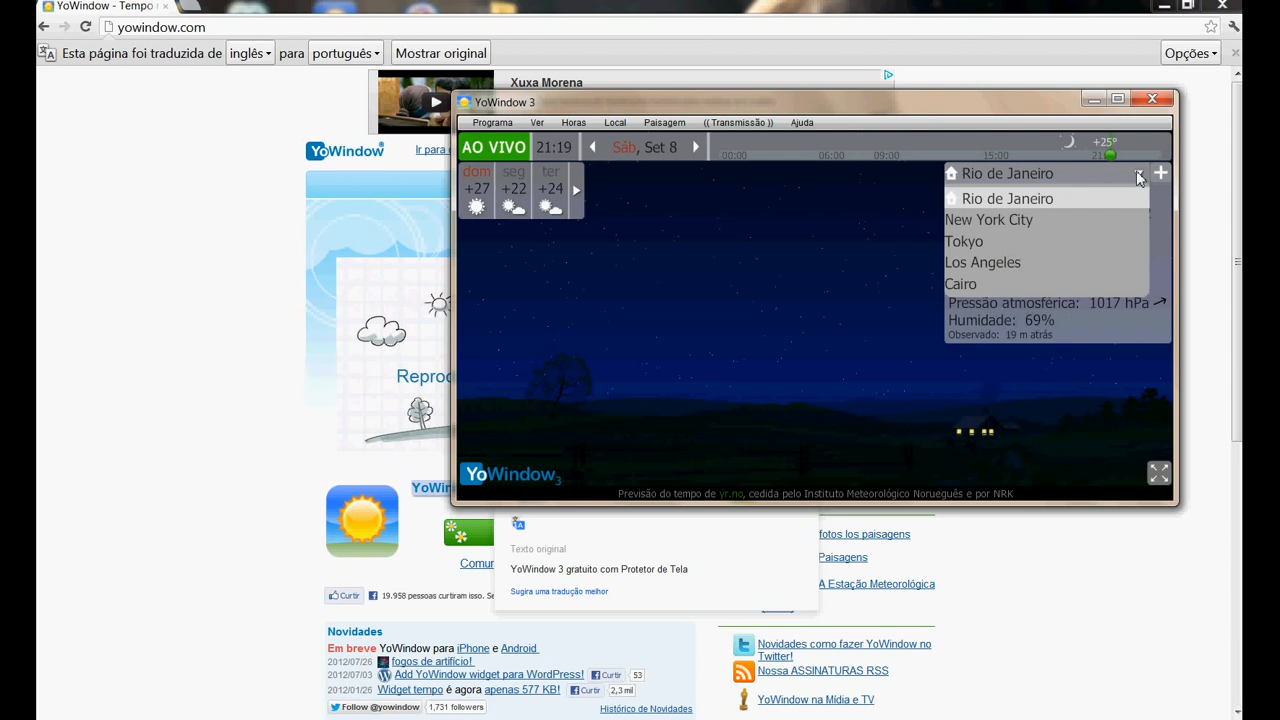 YoWindow - Tempo
yowindow.com
Esta página foi traduzida de inglês para português Mostrar original Opções
Xuxa Morena
YoWindow
Ir para
YoWindow 3
Programa Ver Horas Local Paisagem (( Transmissão )) Ajuda
AO VIVO 21:19 Sáb, Set 8
+25°
00:00 06:00 09:00 15:00
dom seg ter
+27 +22 +24
Rio de Janeiro
Rio de Janeiro
New York City
Tokyo
Los Angeles
Cairo
Pressão atmosférica: 1017 hPa
Humidade: 69%
Observado: 19 m atrás
YoWindow3
Previsão do tempo de yr.no, cedida pelo Instituto Meteorológico Norueguês e por NRK
Texto original
YoWindow 3 gratuito com Protetor de Tela
Sugira uma tradução melhor
fotos los paisagens
Paisagens
A Estação Meteorológica
Curtir 19.958 pessoas curtiram isso.
Novidades
Em breve YoWindow para iPhone e Android
2012/07/26 fogos de artifício!
2012/07/03 Add YoWindow widget para WordPress! Curtir 53
2012/01/26 Widget tempo é agora apenas 577 KB! Curtir 2,3 mil
Follow @yowindow 1,731 followers
Histórico de Novidades
Novidades como fazer YoWindow no
Twitter!
Nossa ASSINATURAS RSS
YoWindow na Mídia e TV